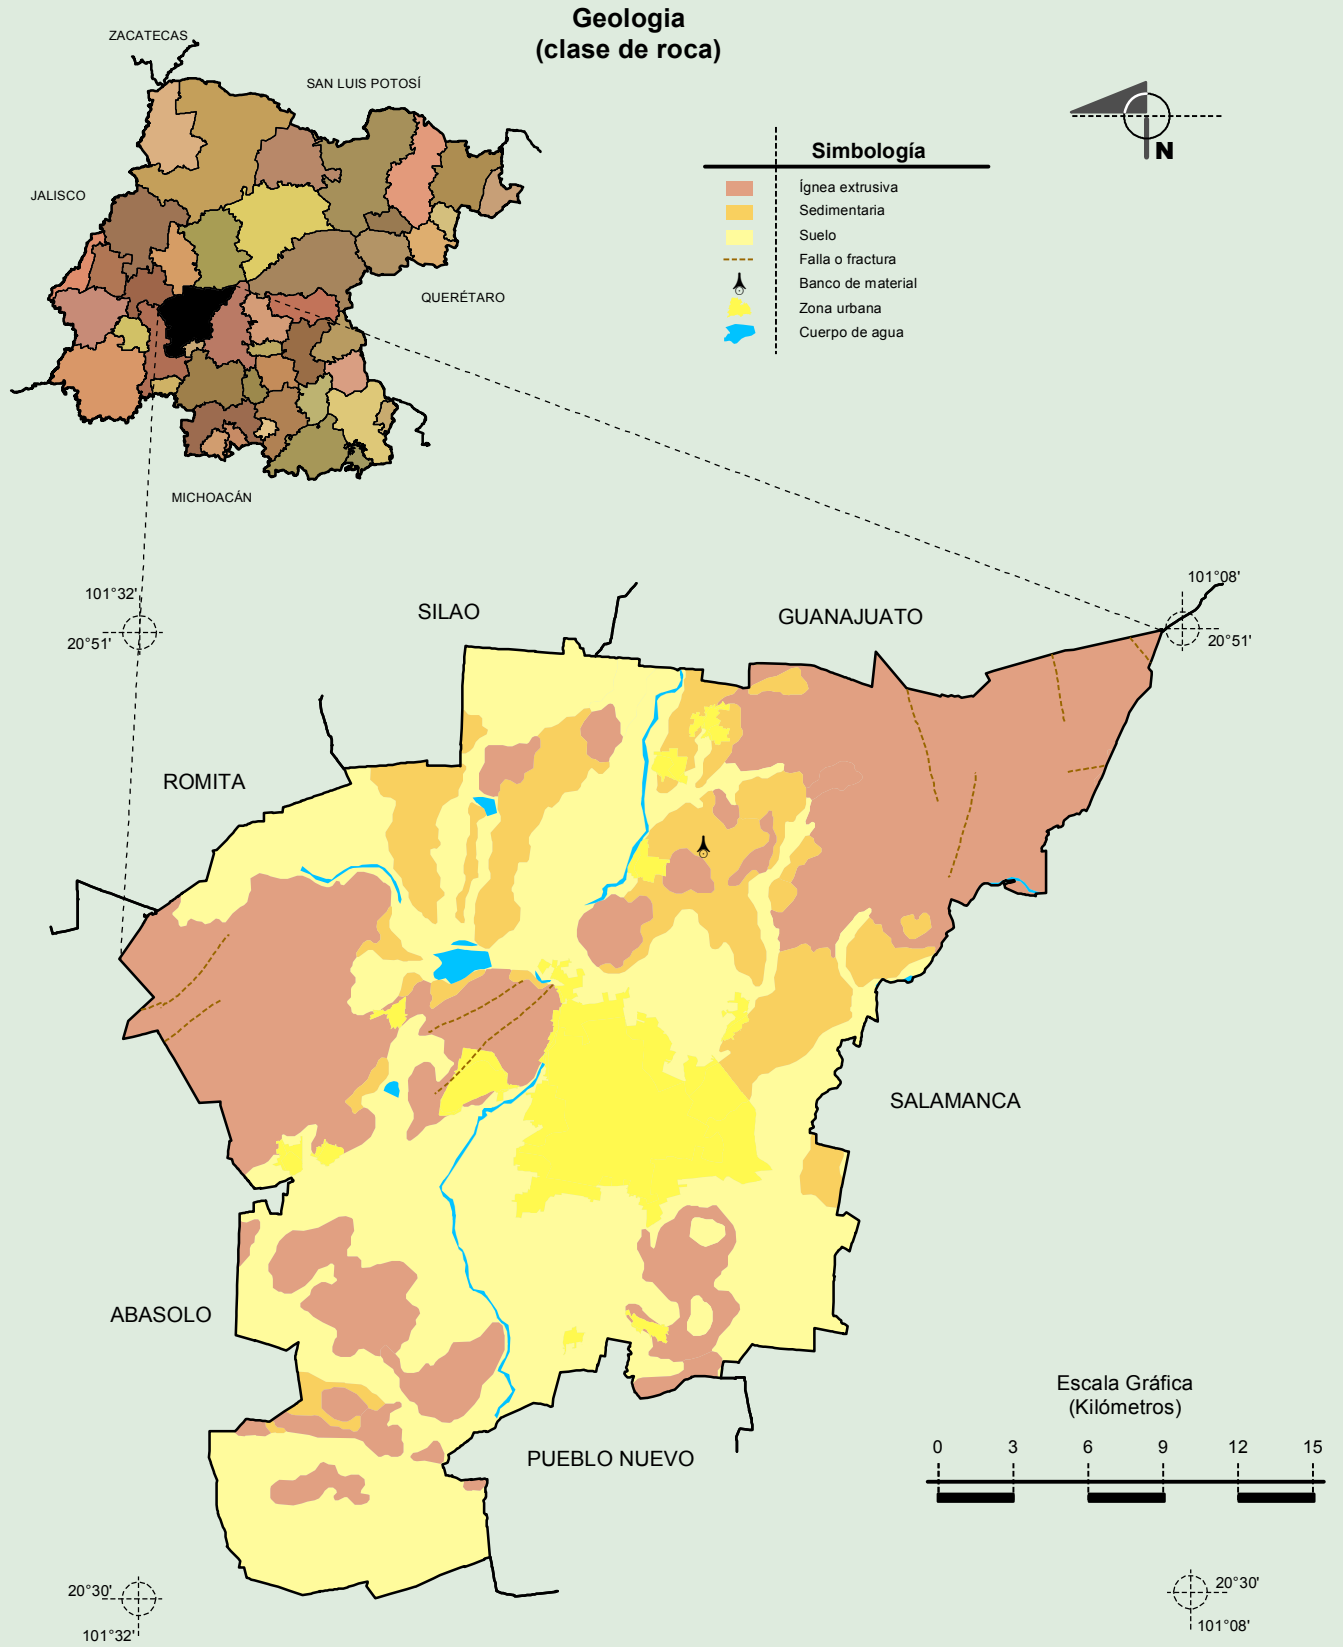 Geologia
(clase de roca)
ZACATECAS
SAN LUIS POTOSÍ
JALISCO
QUERÉTARO
MICHOACÁN
N
Simbología
Ígnea extrusiva
Sedimentaria
Suelo
Falla o fractura
Banco de material
Zona urbana
Cuerpo de agua
101°32'
20°51'
101°08'
20°51'
SILAO
GUANAJUATO
ROMITA
SALAMANCA
ABASOLO
PUEBLO NUEVO
Escala Gráfica
(Kilómetros)
0 3 6 9 12 15
20°30'
101°32'
20°30'
101°08'